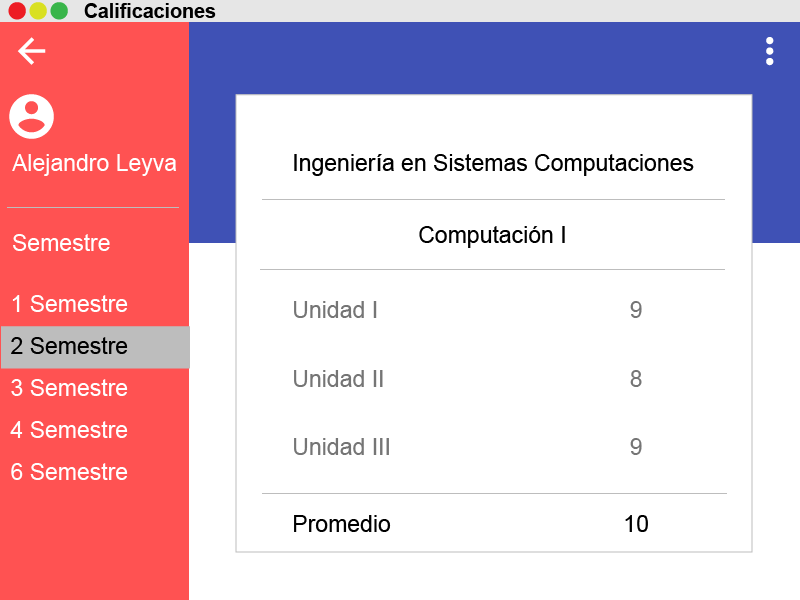 Calificaciones
Alejandro Leyva
Semestre
1 Semestre
2 Semestre
3 Semestre
4 Semestre
6 Semestre
Ingeniería en Sistemas Computaciones
Computación I
Unidad I 9
Unidad II 8
Unidad III 9
Promedio 10